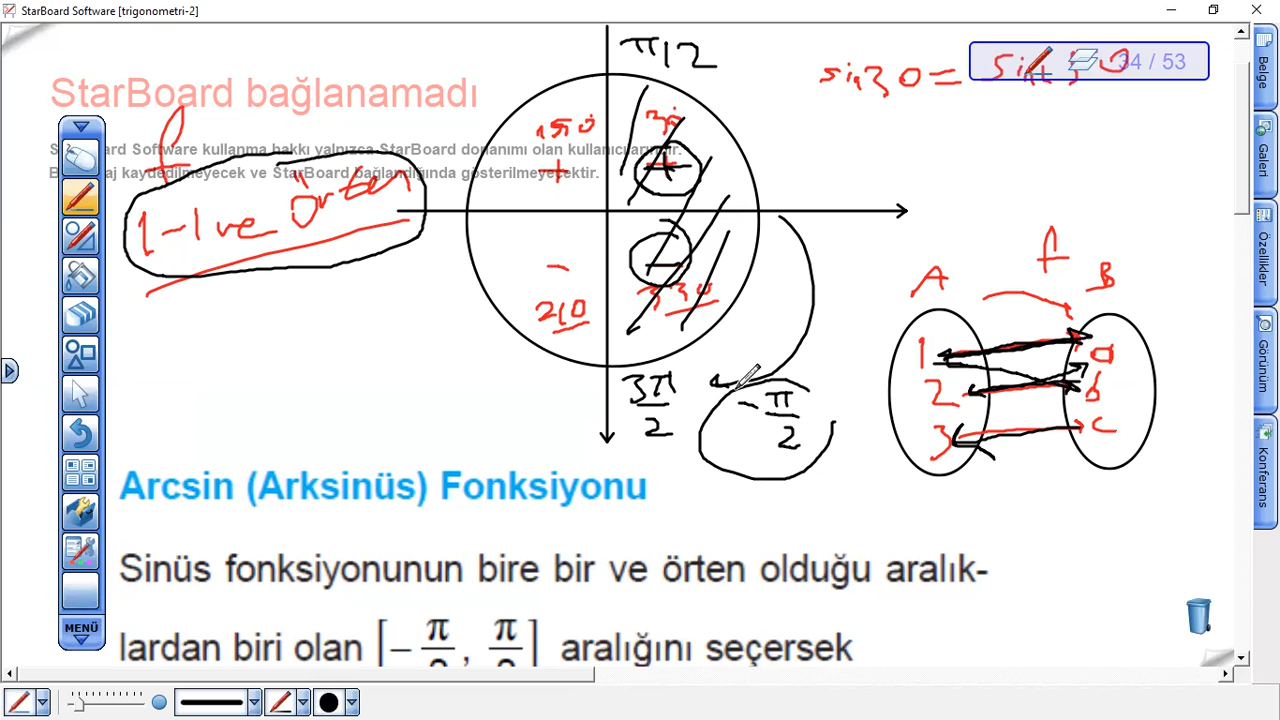 StarBoard Software [trigonometri-2]
π/2
34 / 53
sin30 =
StarBoard bağlanamadı
150 30
StarBoard Software kullanma hakkı yalnızca StarBoard donanımı olan kullanıcılarındır.
kaydedilmeyecek ve StarBoard bağlandığında gösterilmeyecektir.
f
+ +
1-1 ve örten
- -
210 330
f
A B
1 a
2 b
3 c
3π/2
-π/2
Arcsin (Arksinüs) Fonksiyonu
Sinüs fonksiyonunun bire bir ve örten olduğu aralık-
lardan biri olan [-π/2, π/2] aralığını seçersek
MENÜ
Belge
Galeri
Özellikler
Görünüm
Konferans